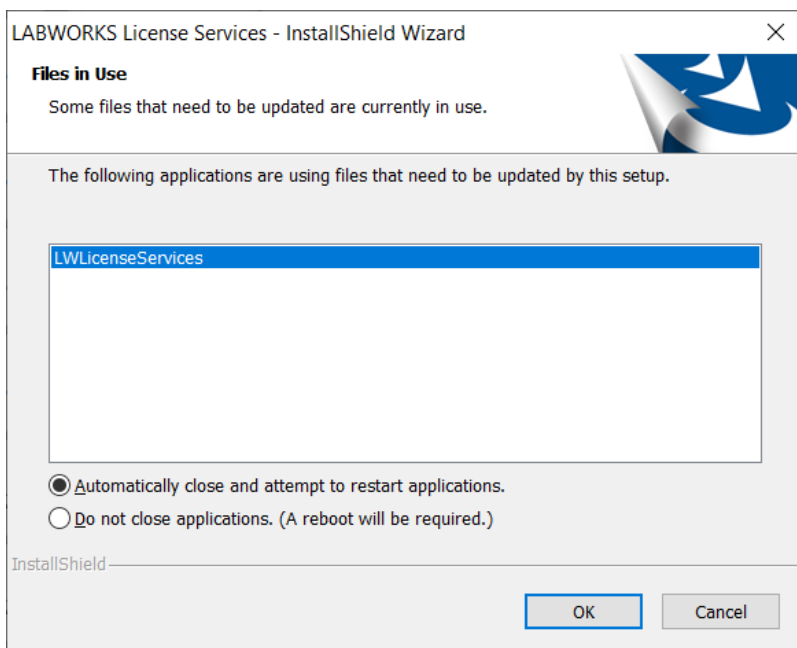 LABWORKS License Services - InstallShield Wizard
Files in Use
Some files that need to be updated are currently in use.
The following applications are using files that need to be updated by this setup.
LWLicenseServices
Automatically close and attempt to restart applications.
Do not close applications. (A reboot will be required.)
InstallShield
OK
Cancel